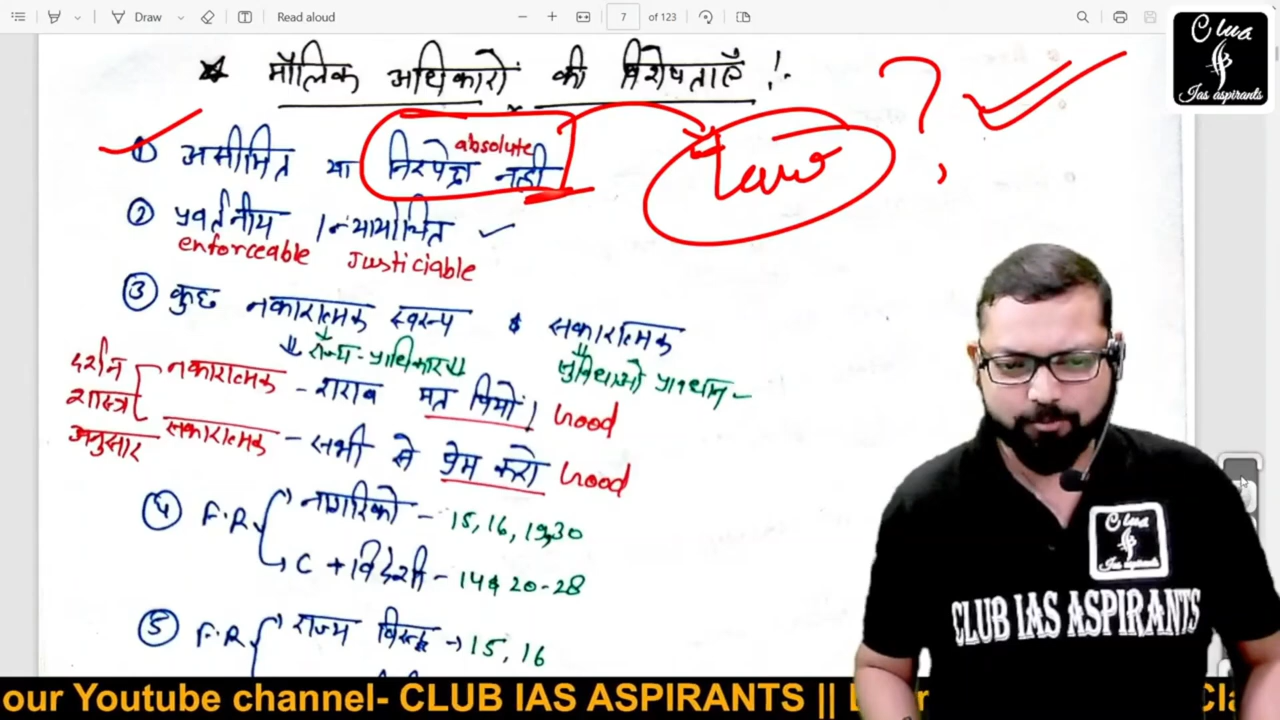 Draw
Read aloud
7 of 123
Club
Ias aspirants
* मौलिक अधिकारों की विशेषताएँ !
① असीमित या निरपेक्ष नहीं
absolute
Law
?
② प्रवर्तनीय / न्यायोचित
enforceable Justiciable
③ कुछ नकारात्मक स्वरूप & सकारात्मक
राज्य-प्राधिकार
सुविधाओं प्रावधान
दर्शन शास्त्र अनुसार
नकारात्मक - शराब मत पियो। Good
सकारात्मक - सभी से प्रेम करो Good
④ F.R नागरिको - 15, 16, 19,30
C + विदेशी - 14 & 20-28
⑤ F.R राज्य विरूद्ध → 15, 16
Club
Ias aspirants
CLUB IAS ASPIRANTS
our Youtube channel- CLUB IAS ASPIRANTS ||